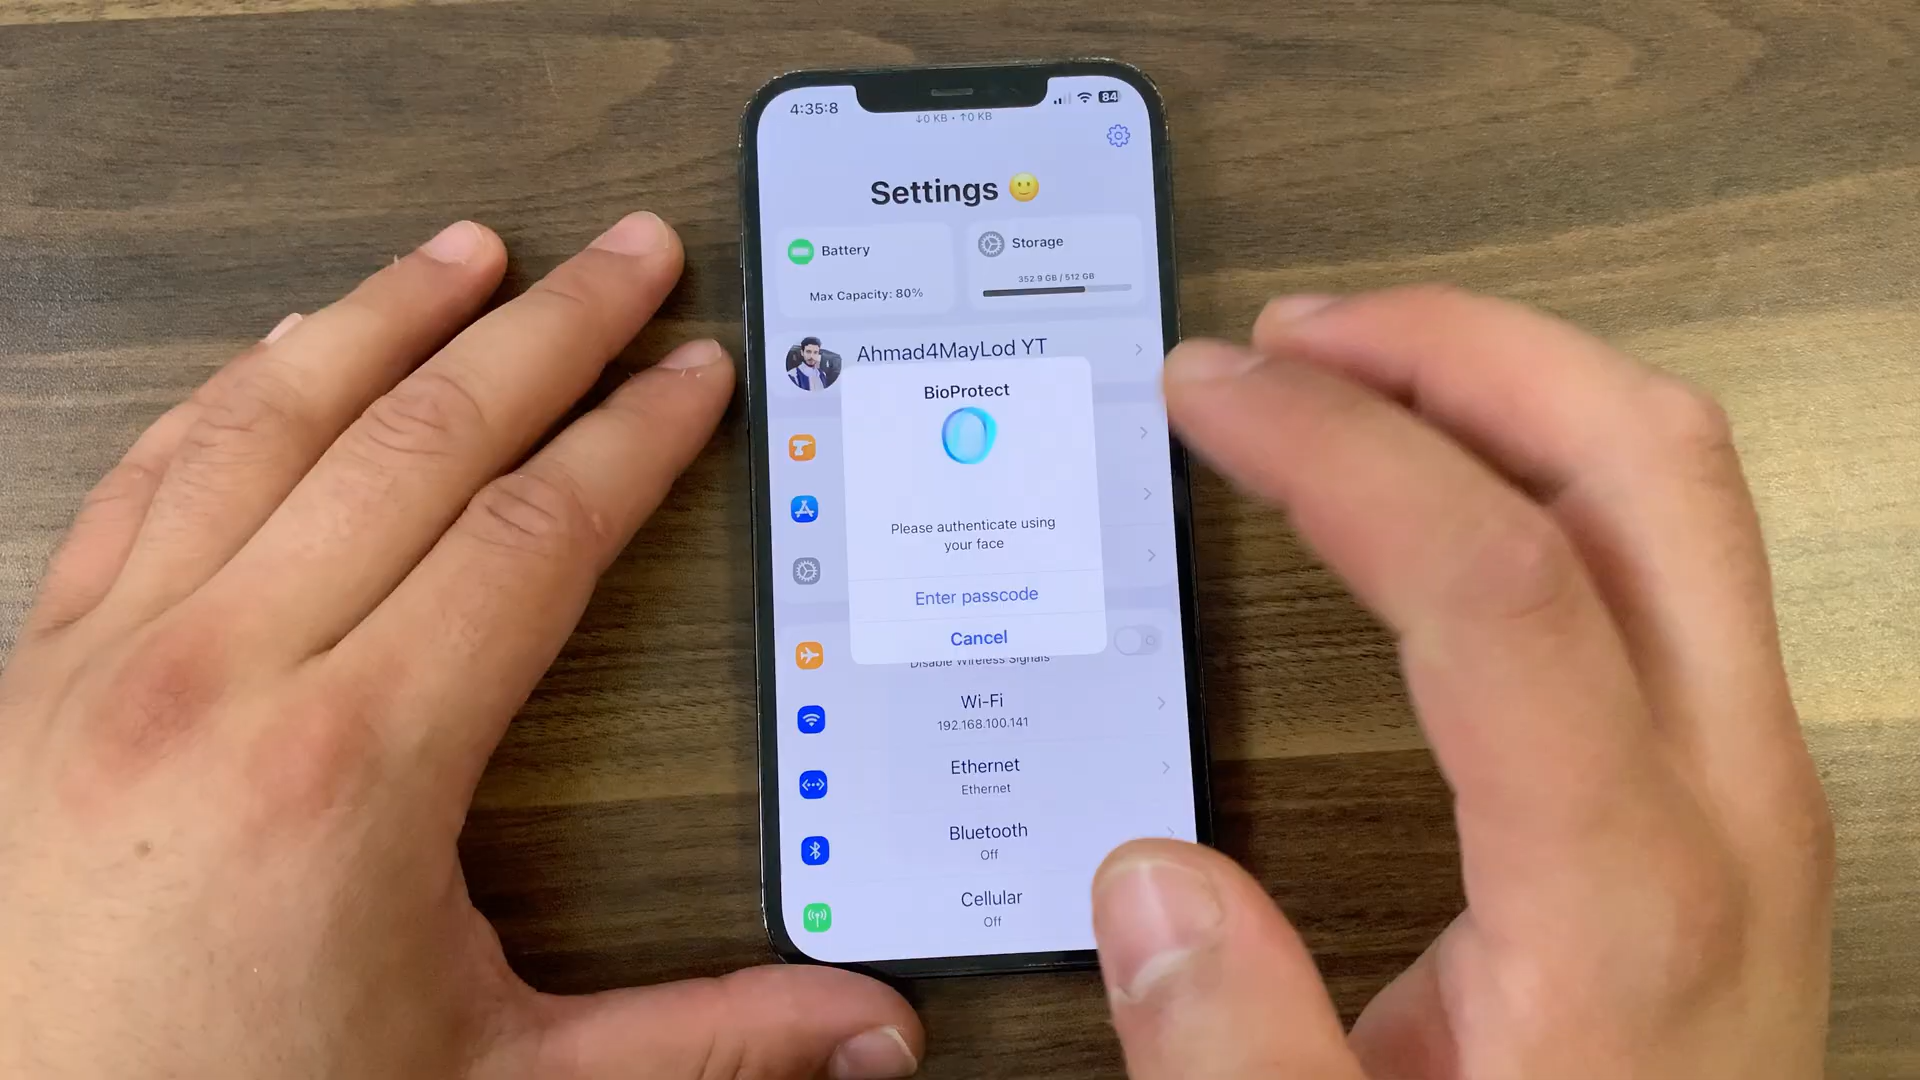 4:35:8
84
↓0 KB • ↑0 KB
Settings 🙂
Battery
Max Capacity: 80%
Storage
352.9 GB / 512 GB
Ahmad4MayLod YT
BioProtect
Please authenticate using
your face
Enter passcode
Cancel
Disable Wireless Signals
Wi-Fi
192.168.100.141
Ethernet
Ethernet
Bluetooth
Off
Cellular
Off